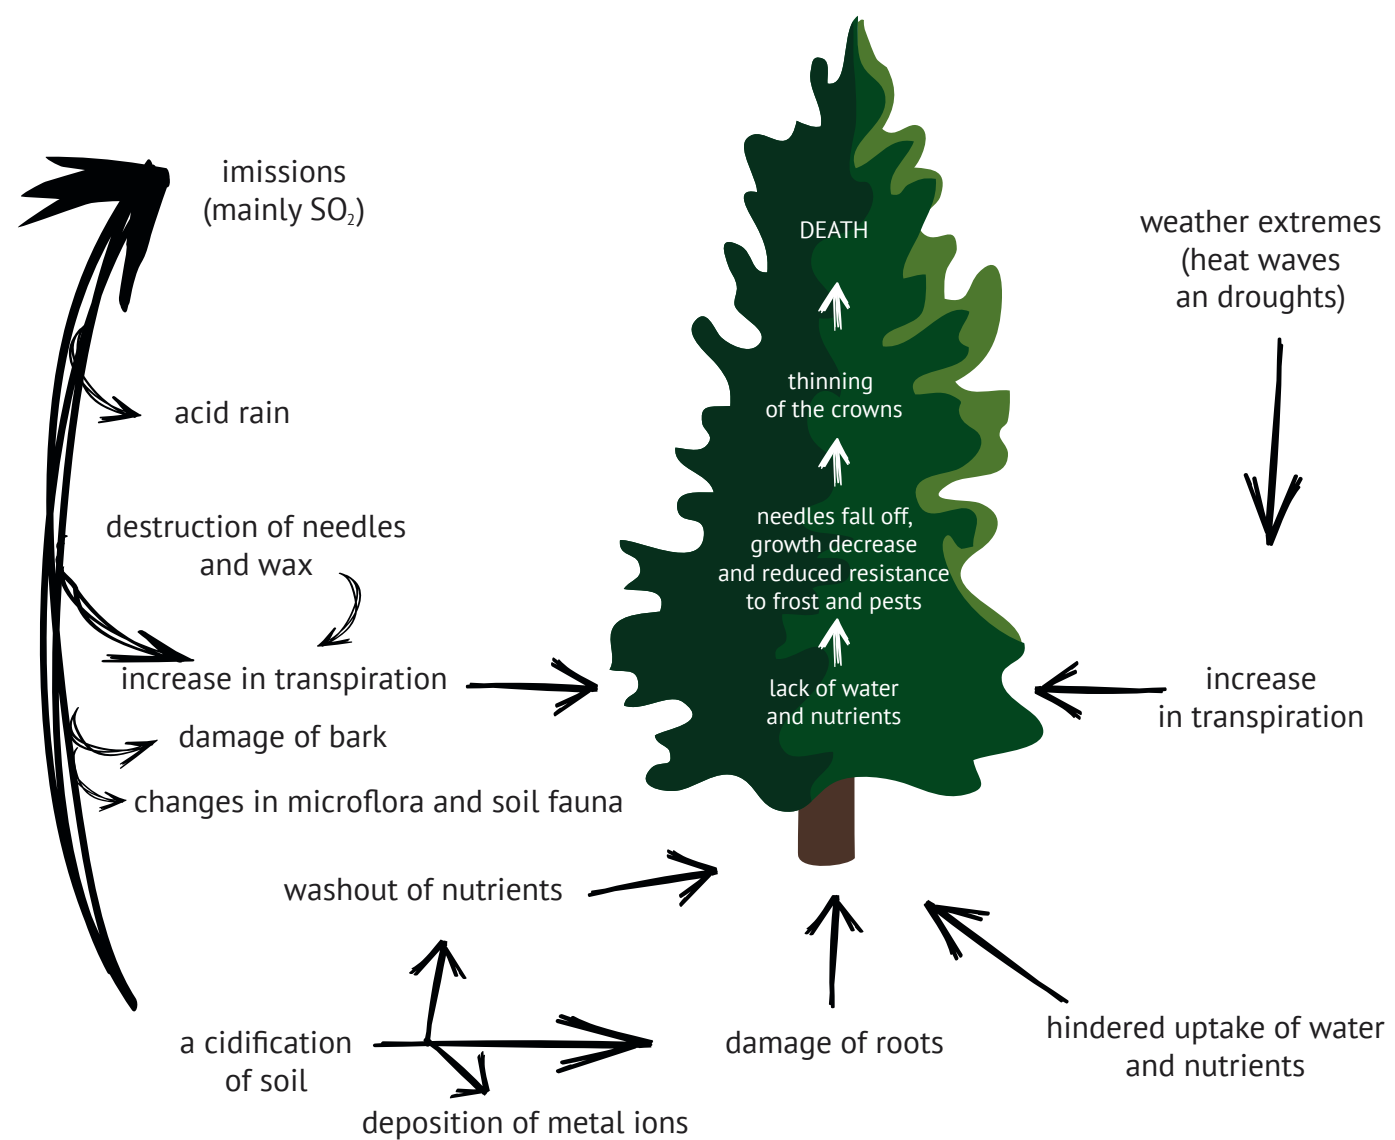 imissions
(mainly SO₂)
acid rain
destruction of needles
and wax
increase in transpiration
damage of bark
changes in microflora and soil fauna
washout of nutrients
a cidification
of soil
deposition of metal ions
damage of roots
hindered uptake of water
and nutrients
DEATH
thinning
of the crowns
needles fall off,
growth decrease
and reduced resistance
to frost and pests
lack of water
and nutrients
weather extremes
(heat waves
an droughts)
increase
in transpiration